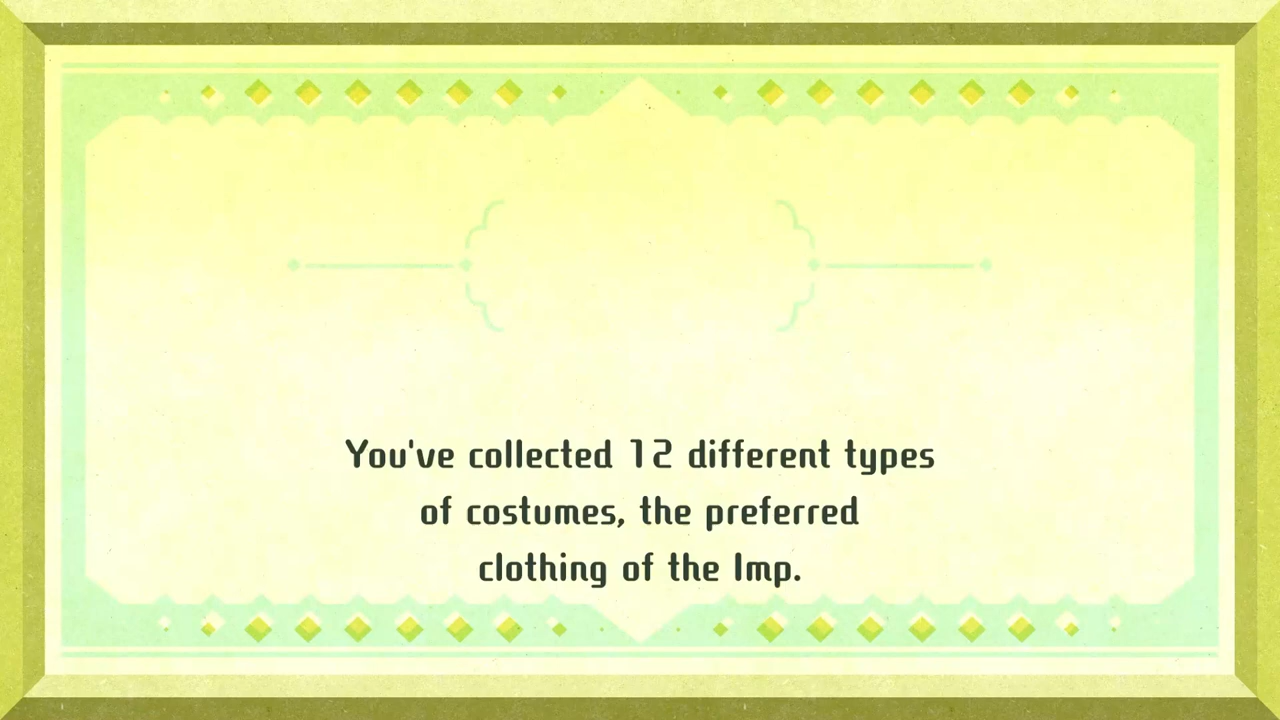 You've collected 12 different types
of costumes, the preferred
clothing of the Imp.